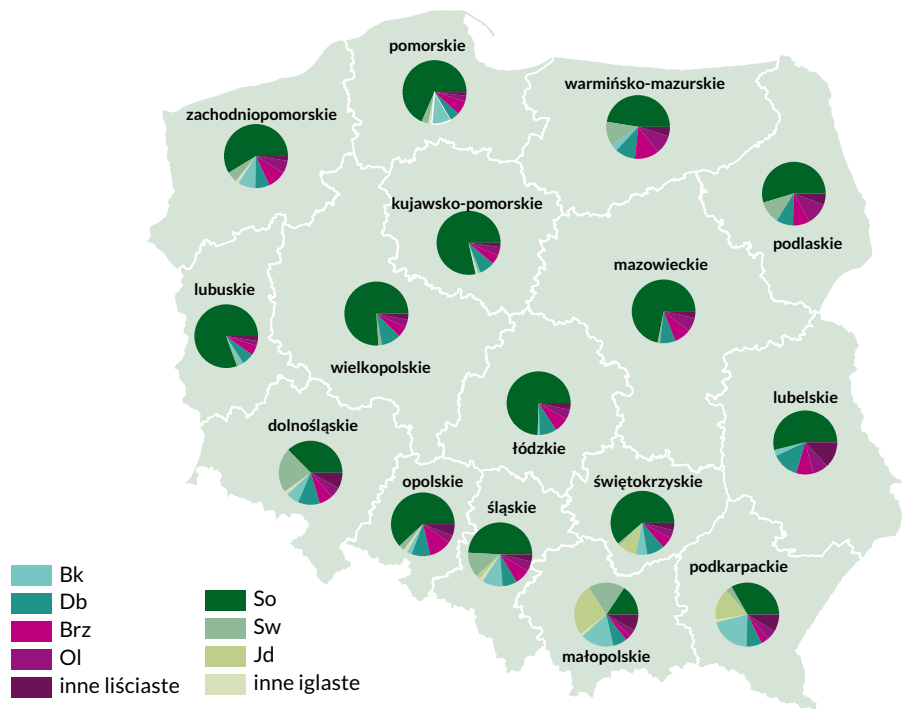 pomorskie
warmińsko-mazurskie
zachodniopomorskie
kujawsko-pomorskie
podlaskie
mazowieckie
lubuskie
wielkopolskie
lubelskie
dolnośląskie
łódzkie
opolskie
świętokrzyskie
śląskie
podkarpackie
małopolskie
Bk
Db
Brz
Ol
inne liściaste
So
Sw
Jd
inne iglaste